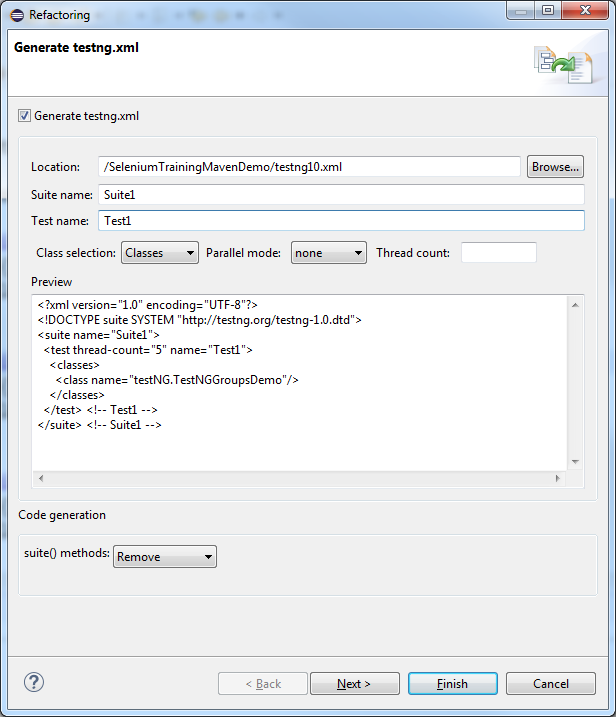 Refactoring
Generate testng.xml
Generate testng.xml
Location: /SeleniumTrainingMavenDemo/testng10.xml Browse...
Suite name: Suite1
Test name: Test1
Class selection: Classes Parallel mode: none Thread count:
Preview
<?xml version="1.0" encoding="UTF-8"?>
<!DOCTYPE suite SYSTEM "http://testng.org/testng-1.0.dtd">
<suite name="Suite1">
  <test thread-count="5" name="Test1">
    <classes>
      <class name="testNG.TestNGGroupsDemo"/>
    </classes>
  </test> <!-- Test1 -->
</suite> <!-- Suite1 -->
Code generation
suite() methods: Remove
? < Back Next > Finish Cancel